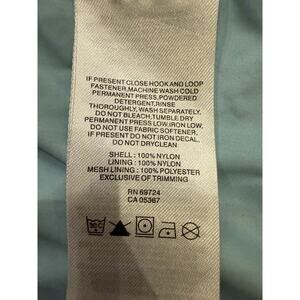 IF PRESENT CLOSE HOOK AND LOOP
FASTENER,MACHINE WASH COLD
PERMANENT PRESS,POWDERED
DETERGENT,RINSE
THOROUGHLY, WASH SEPARATELY,
DO NOT BLEACH,TUMBLE DRY
PERMANENT PRESS LOW,IRON LOW,
DO NOT USE FABRIC SOFTENER,
IF PRESENT DO NOT IRON DECAL,
DO NOT DRYCLEAN
SHELL : 100% NYLON
LINING : 100% NYLON
MESH LINING : 100% POLYESTER
EXCLUSIVE OF TRIMMING
RN 69724
CA 05367